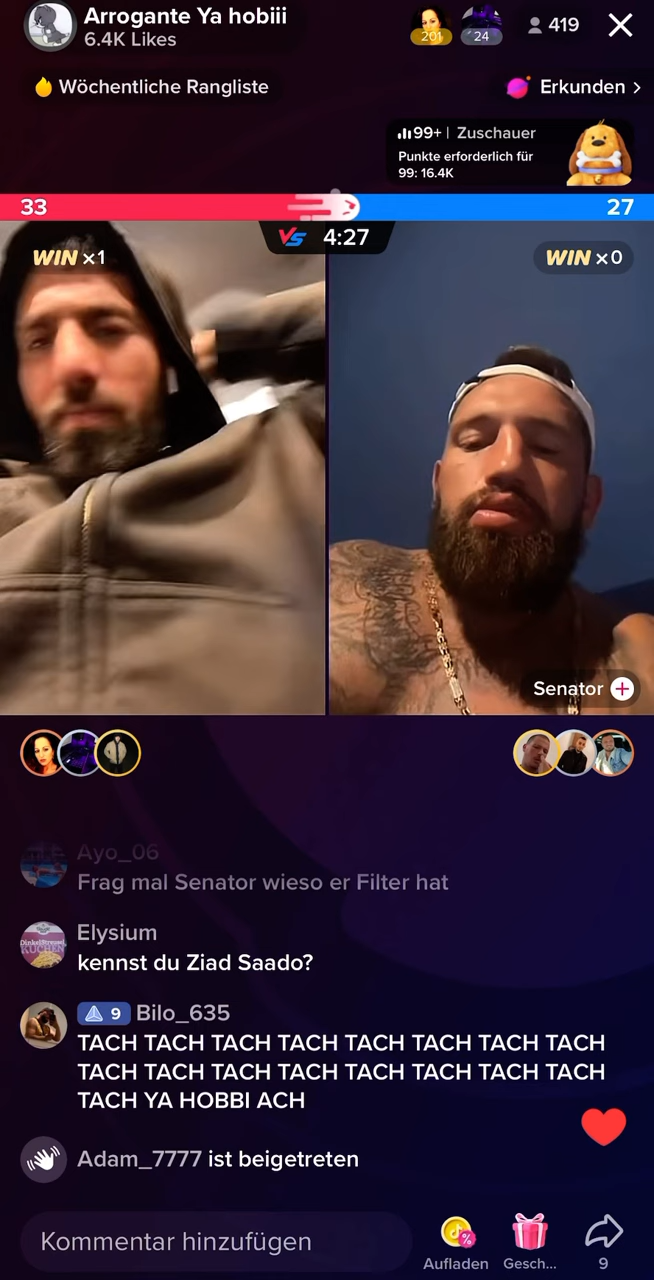 Arrogante Ya hobiii
6.4K Likes
201
24
419
Wöchentliche Rangliste
Erkunden >
99+ | Zuschauer
Punkte erforderlich für
99: 16.4K
33
27
VS 4:27
WIN x1
WIN x0
Senator +
Ayo_06
Frag mal Senator wieso er Filter hat
Elysium
kennst du Ziad Saado?
9 Bilo_635
TACH TACH TACH TACH TACH TACH TACH TACH
TACH TACH TACH TACH TACH TACH TACH TACH
TACH YA HOBBI ACH
Adam_7777 ist beigetreten
Kommentar hinzufügen
Aufladen
Gesch...
9